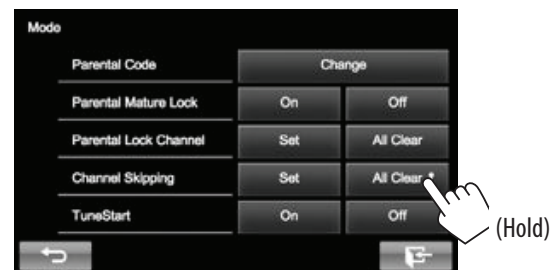 Mode
Parental Code Change
Parental Mature Lock On Off
Parental Lock Channel Set All Clear
Channel Skipping Set All Clear *
TuneStart On Off
(Hold)